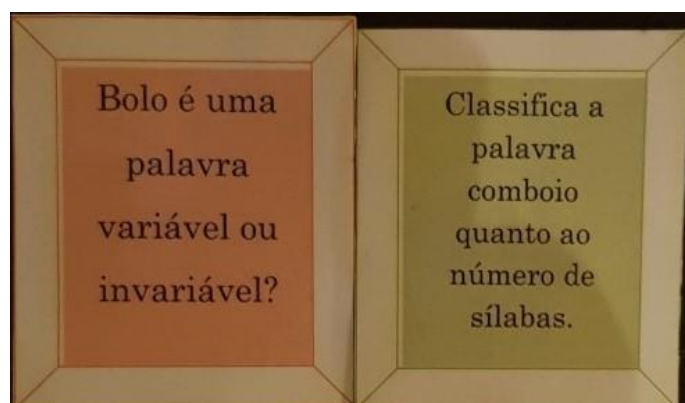 Bolo é uma
palavra
variável ou
invariável?
Classifica a
palavra
comboio
quanto ao
número de
sílabas.